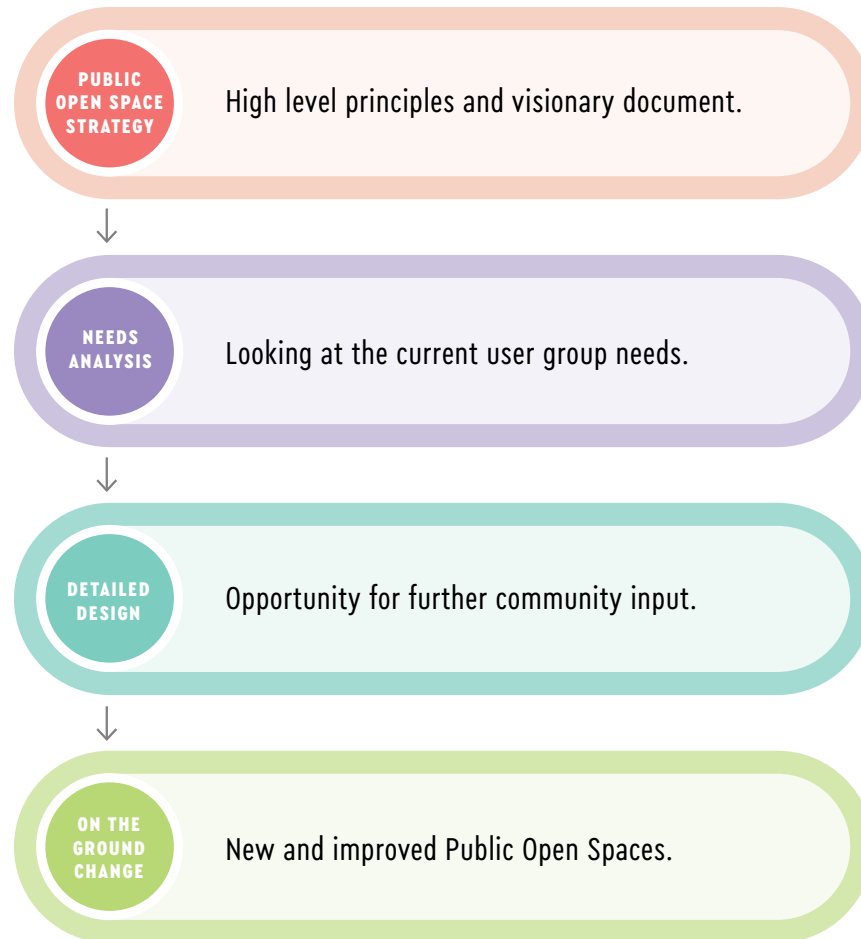 PUBLIC
OPEN SPACE
STRATEGY
High level principles and visionary document.
NEEDS
ANALYSIS
Looking at the current user group needs.
DETAILED
DESIGN
Opportunity for further community input.
ON THE
GROUND
CHANGE
New and improved Public Open Spaces.